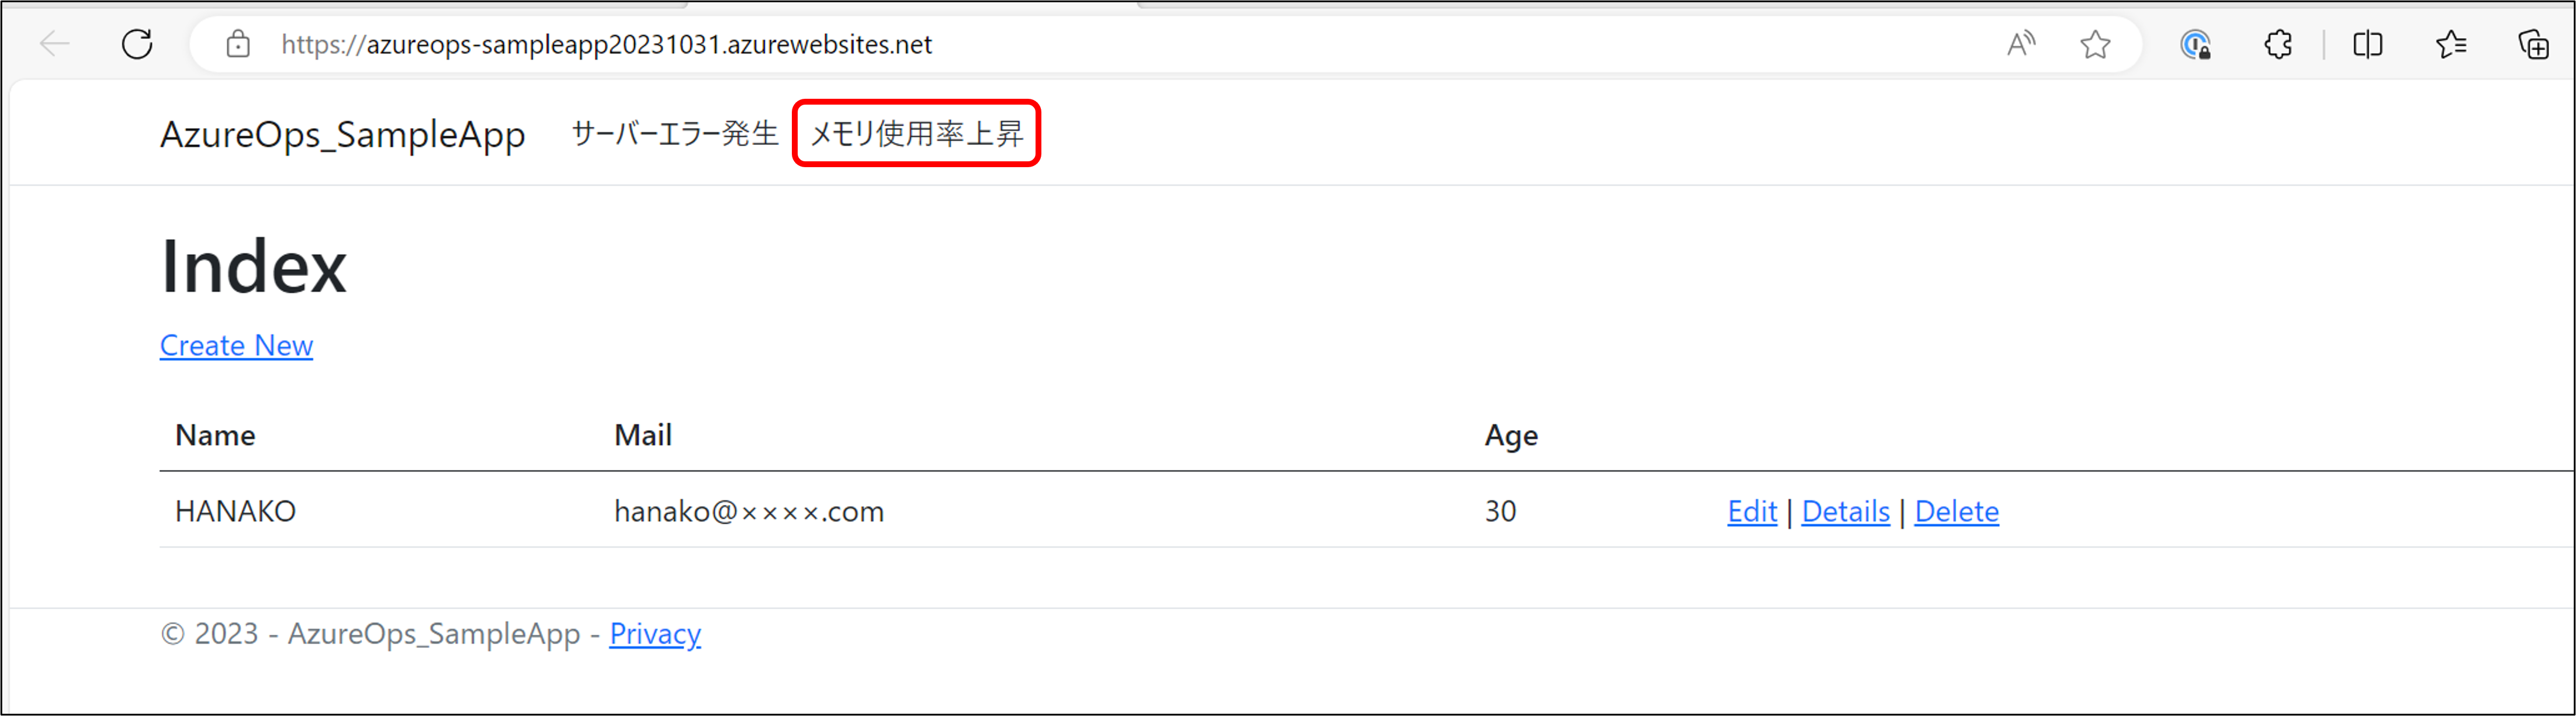 https://azureops-sampleapp20231031.azurewebsites.net
AzureOps_SampleApp サーバーエラー発生 メモリ使用率上昇
Index
Create New
Name Mail Age
HANAKO hanako@××××.com 30 Edit | Details | Delete
© 2023 - AzureOps_SampleApp - Privacy